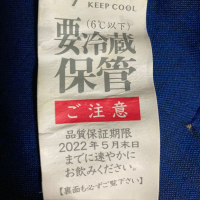 KEEP COOL
(6℃以下)
要冷蔵
保管
ご注意
品質保証期限
2022年5月末日
までに速やかに
お飲みください。
【裏面も必ずご覧下さい】